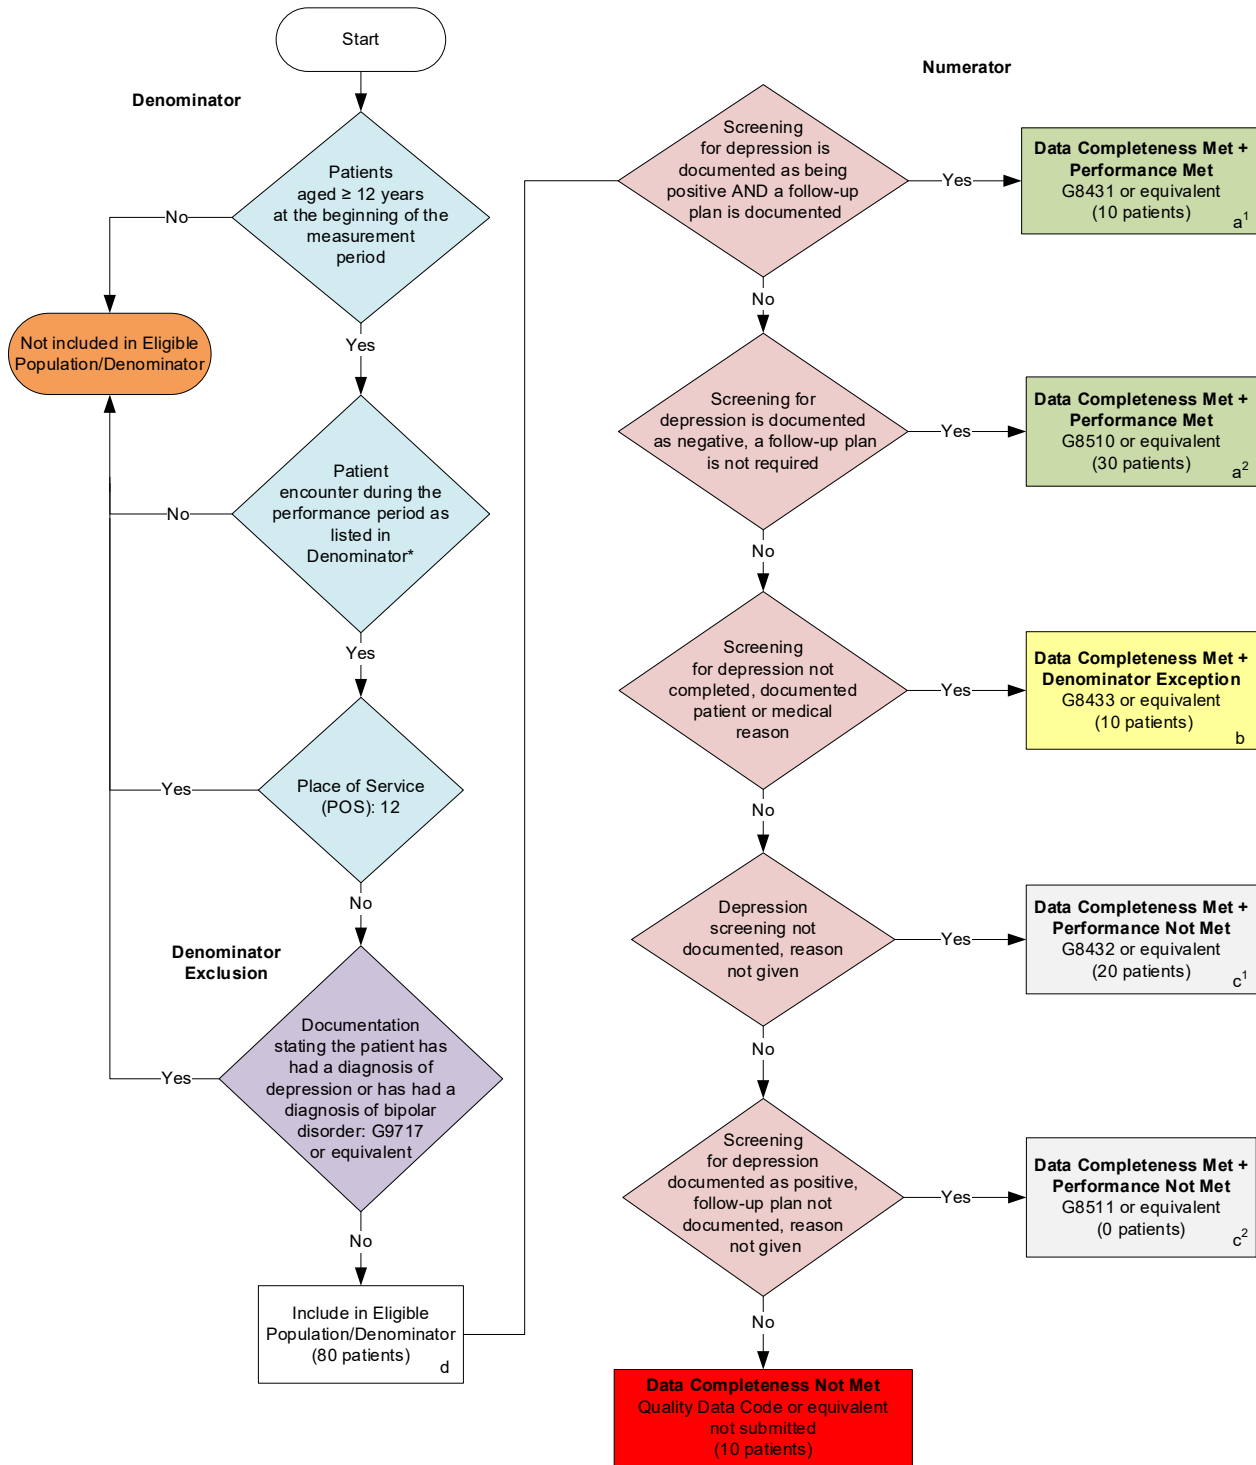 Start
Denominator
Patients
aged ≥ 12 years
at the beginning of the
measurement
period
No
Not included in Eligible
Population/Denominator
Yes
Patient
encounter during the
performance period as
listed in
Denominator*
No
Yes
Place of Service
(POS): 12
Yes
No
Denominator
Exclusion
Documentation
stating the patient has
had a diagnosis of
depression or has had a
diagnosis of bipolar
disorder: G9717
or equivalent
Yes
No
Include in Eligible
Population/Denominator
(80 patients)
d
Numerator
Screening
for depression is
documented as being
positive AND a follow-up
plan is documented
Yes
Data Completeness Met +
Performance Met
G8431 or equivalent
(10 patients)
a¹
No
Screening for
depression is documented
as negative, a follow-up plan
is not required
Yes
Data Completeness Met +
Performance Met
G8510 or equivalent
(30 patients)
a²
No
Screening
for depression not
completed, documented
patient or medical
reason
Yes
Data Completeness Met +
Denominator Exception
G8433 or equivalent
(10 patients)
b
No
Depression
screening not
documented, reason
not given
Yes
Data Completeness Met +
Performance Not Met
G8432 or equivalent
(20 patients)
c¹
No
Screening
for depression
documented as positive,
follow-up plan not
documented, reason
not given
Yes
Data Completeness Met +
Performance Not Met
G8511 or equivalent
(0 patients)
c²
No
Data Completeness Not Met
Quality Data Code or equivalent
not submitted
(10 patients)